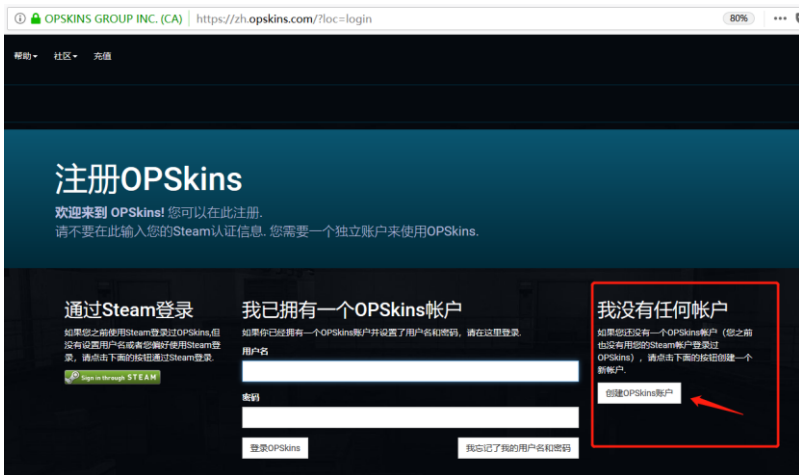 OPSKINS GROUP INC. (CA) https://zh.opskins.com/?loc=login 80%
帮助 社区 充值
注册OPSkins
欢迎来到 OPSkins! 您可以在此注册.
请不要在此输入您的Steam认证信息. 您需要一个独立账户来使用OPSkins.
通过Steam登录
如果您之前使用Steam登录过OPSkins,但
没有设置用户名或者您偏好使用Steam登
录，请点击下面的按钮通过Steam登录.
Sign in through STEAM
我已拥有一个OPSkins帐户
如果你已经拥有一个OPSkins账户并设置了用户名和密码，请在这里登录.
用户名
密码
登录OPSkins 我忘记了我的用户名和密码
我没有任何帐户
如果您还没有一个OPSkins帐户（您之前
也没有用您的Steam帐户登录过
OPSkins），请点击下面的按钮创建一个
新帐户.
创建OPSkins账户